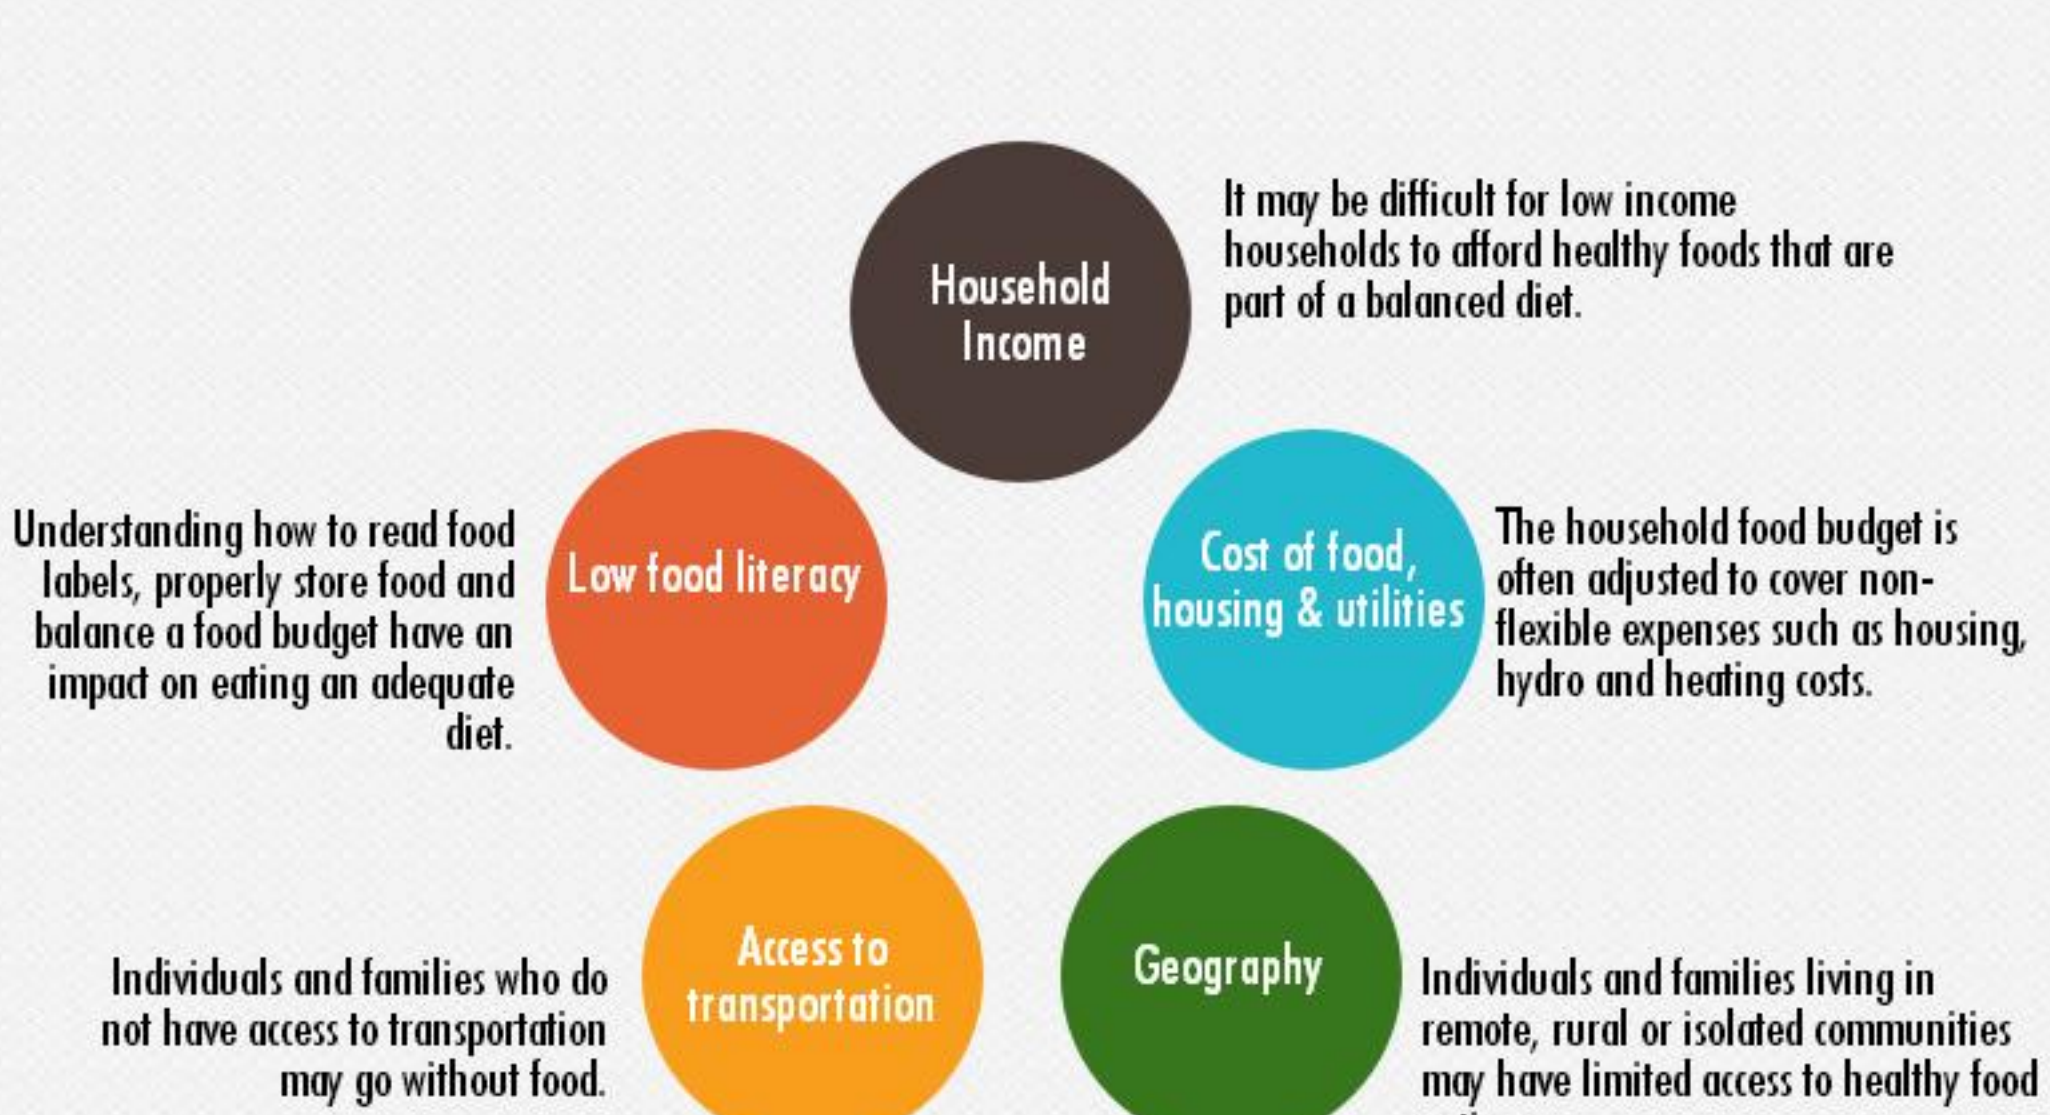 Household
Income
It may be difficult for low income
households to afford healthy foods that are
part of a balanced diet.
Understanding how to read food
labels, properly store food and
balance a food budget have an
impact on eating an adequate
diet.
Low food literacy
Cost of food,
housing & utilities
The household food budget is
often adjusted to cover non-
flexible expenses such as housing,
hydro and heating costs.
Individuals and families who do
not have access to transportation
may go without food.
Access to
transportation
Geography
Individuals and families living in
remote, rural or isolated communities
may have limited access to healthy food